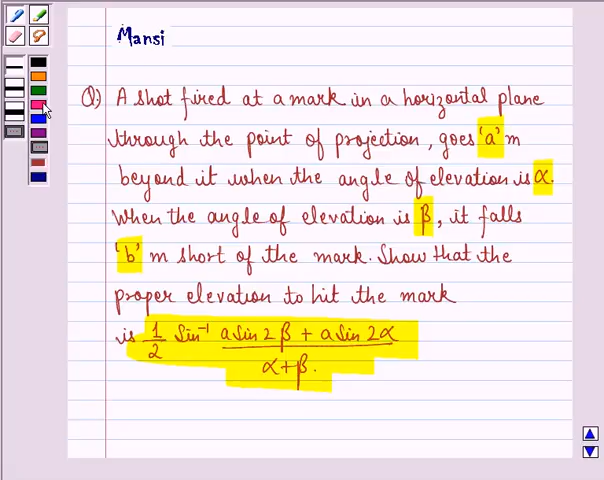 Mansi
Q) A shot fired at a mark in a horizontal plane
through the point of projection, goes 'a' m
beyond it when the angle of elevation is α.
When the angle of elevation is β, it falls
'b' m short of the mark. Show that the
proper elevation to hit the mark
is 1/2 Sin⁻¹ (a Sin 2β + a Sin 2α)/(α+β).